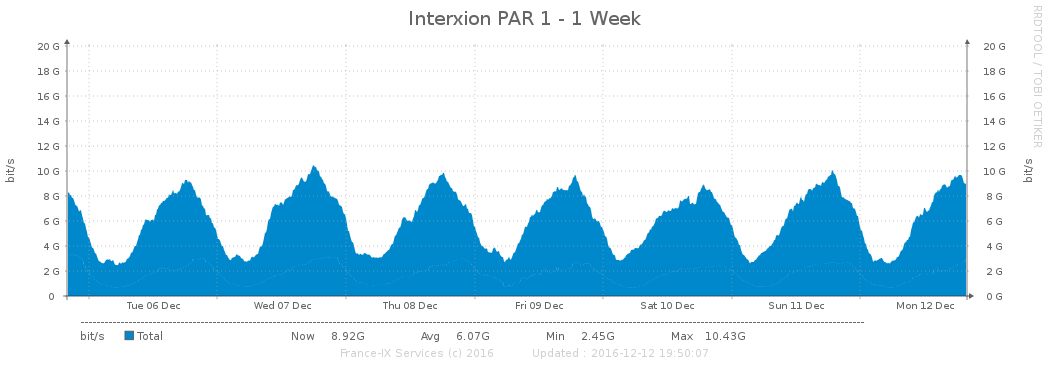 Interxion PAR 1 - 1 Week
RRDTOOL / TOBI OETIKER
20 G 20 G
18 G 18 G
16 G 16 G
14 G 14 G
12 G 12 G
10 G 10 G
8 G 8 G
6 G 6 G
4 G 4 G
2 G 2 G
0 0 G
bit/s
bit/s
Tue 06 Dec Wed 07 Dec Thu 08 Dec Fri 09 Dec Sat 10 Dec Sun 11 Dec Mon 12 Dec
bit/s Total Now 8.92G Avg 6.07G Min 2.45G Max 10.43G
France-IX Services (c) 2016 Updated : 2016-12-12 19:50:07